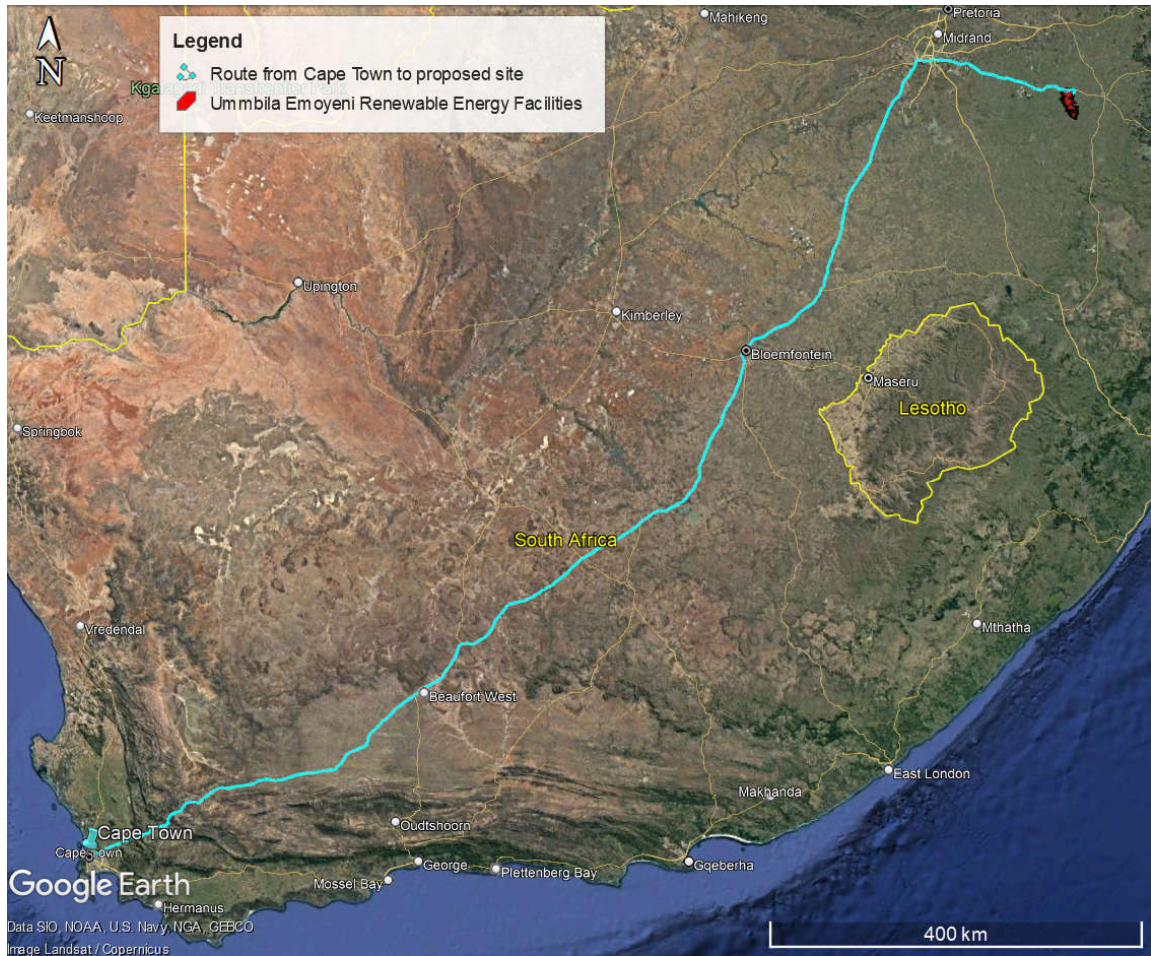 Mahikeng
Pretoria
Midrand
N
Legend
Route from Cape Town to proposed site
Ummbila Emoyeni Renewable Energy Facilities
Keetmanshoop
Upington
Kimberley
Bloemfontein
Maseru
Lesotho
Springbok
South Africa
Vredendal
Mthatha
Beaufort West
East London
Makhanda
Oudtshoorn
Cape Town
Cape Town
George
Gqeberha
Plettenberg Bay
Mossel Bay
Google Earth
Hermanus
Data SIO, NOAA, U.S. Navy, NGA, GEBCO
Image Landsat / Copernicus
400 km